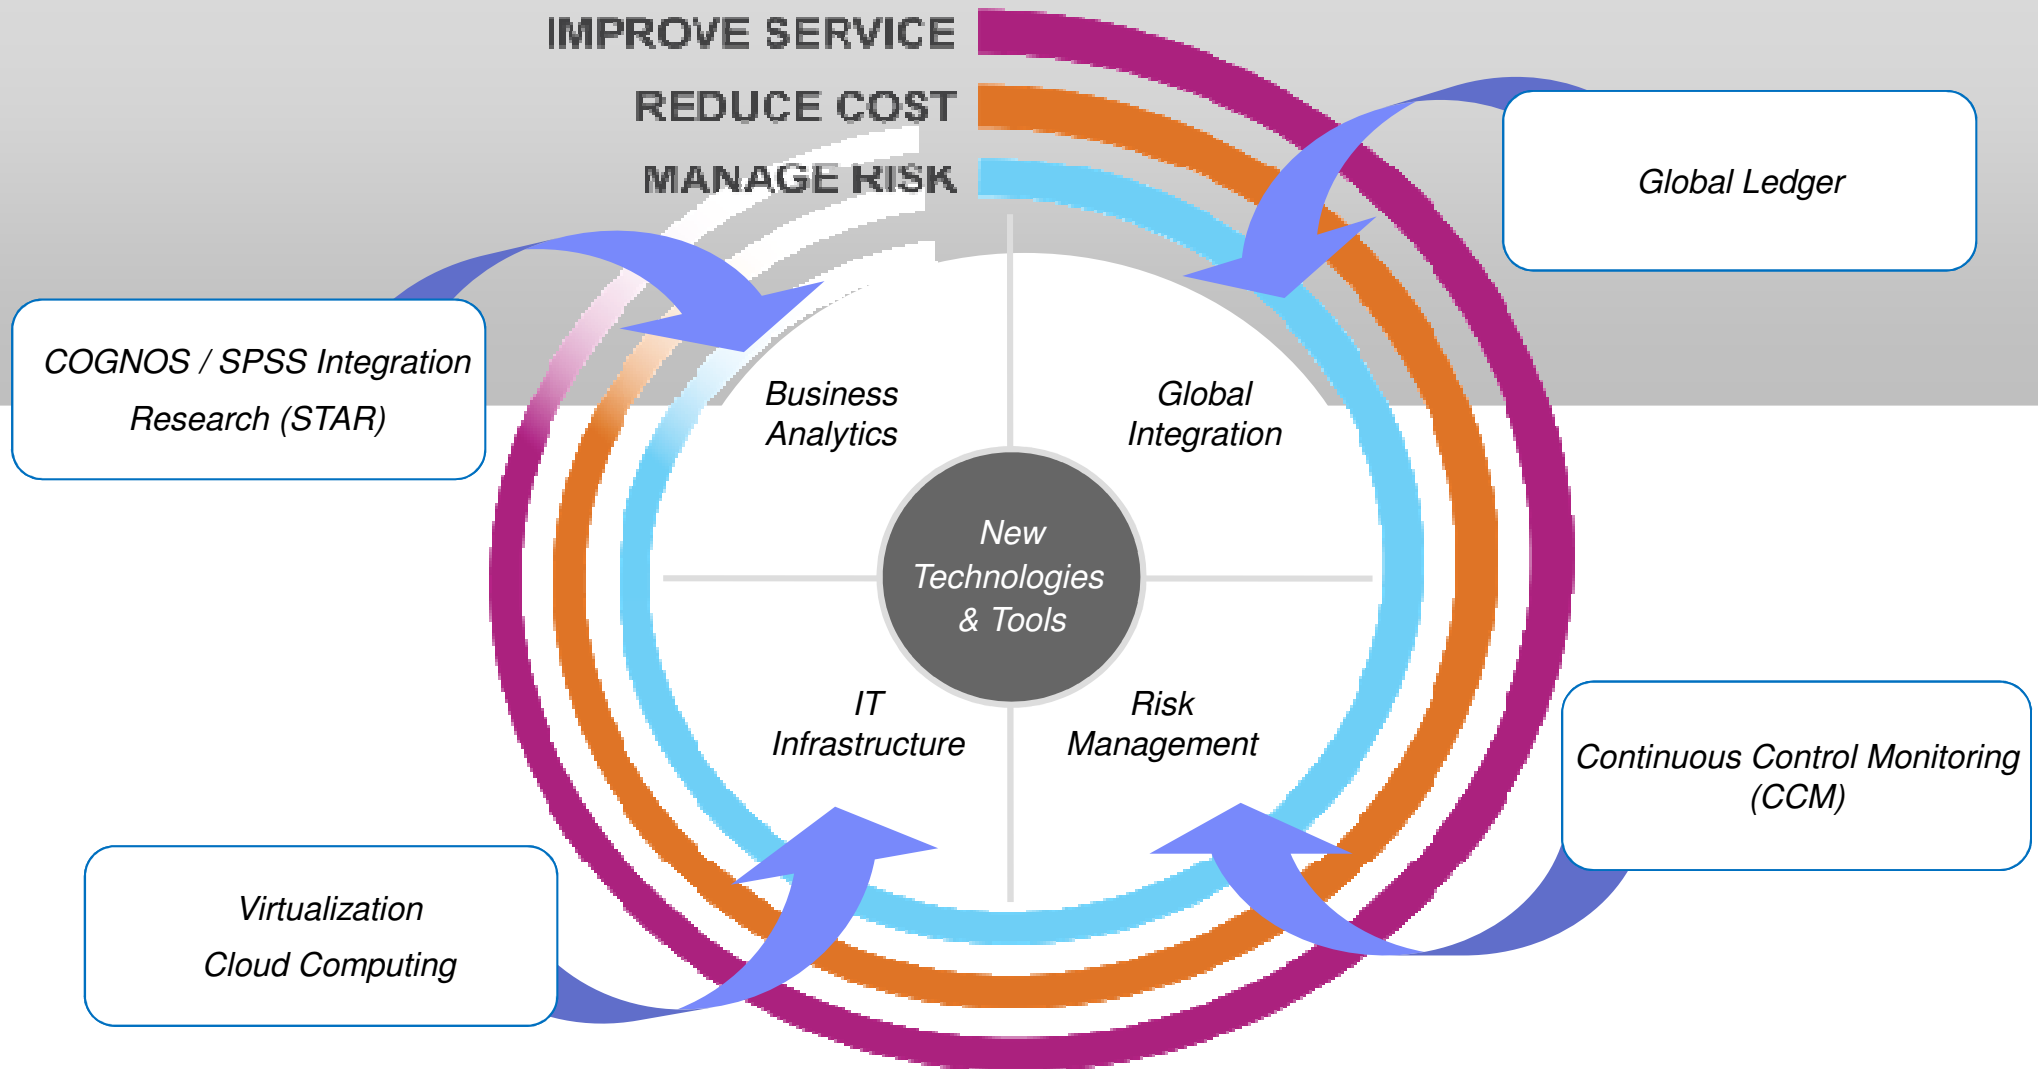 IMPROVE SERVICE
REDUCE COST
MANAGE RISK
Global Ledger
COGNOS / SPSS Integration
Research (STAR)
Business
Analytics
Global
Integration
New
Technologies
& Tools
IT
Infrastructure
Risk
Management
Continuous Control Monitoring
(CCM)
Virtualization
Cloud Computing